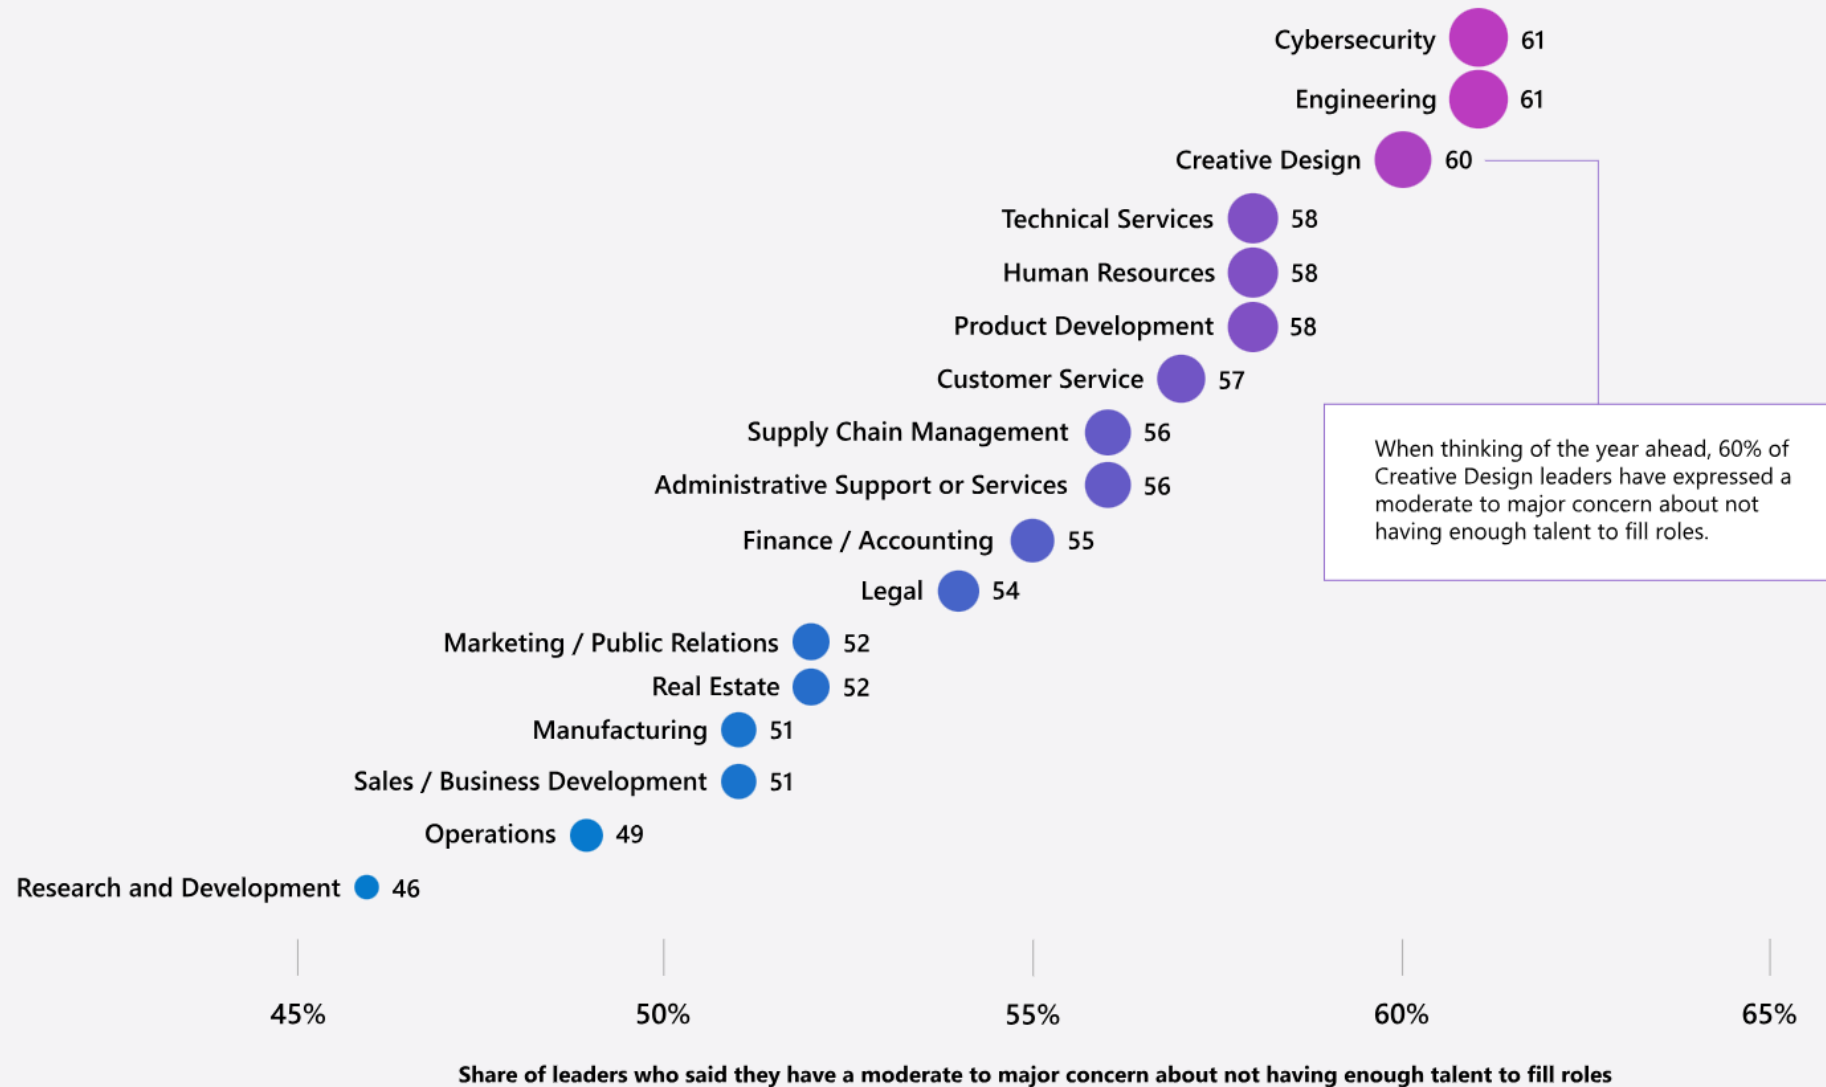 Cybersecurity 61
Engineering 61
Creative Design 60
Technical Services 58
Human Resources 58
Product Development 58
Customer Service 57
Supply Chain Management 56
Administrative Support or Services 56
When thinking of the year ahead, 60% of
Creative Design leaders have expressed a
moderate to major concern about not
having enough talent to fill roles.
Finance / Accounting 55
Legal 54
Marketing / Public Relations 52
Real Estate 52
Manufacturing 51
Sales / Business Development 51
Operations 49
Research and Development 46
45% 50% 55% 60% 65%
Share of leaders who said they have a moderate to major concern about not having enough talent to fill roles